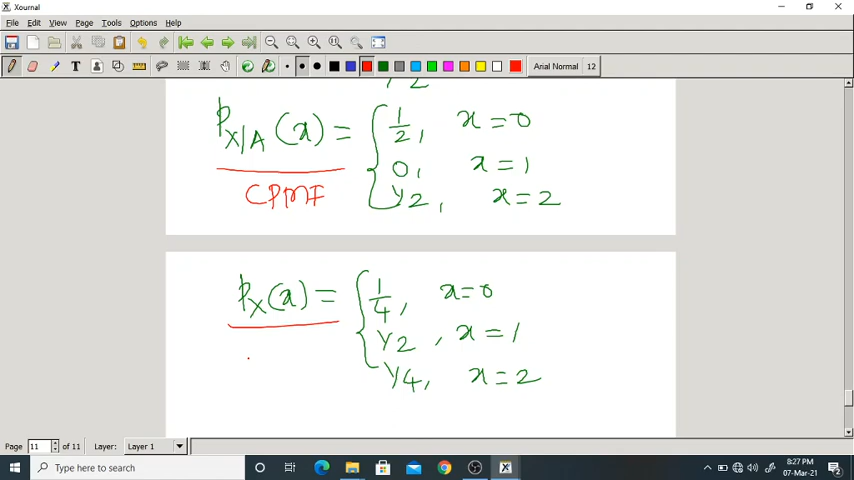 Xournal
File Edit View Page Tools Options Help
Arial Normal 12
P_{X/A}(x) = { 1/2, x=0
0, x=1
CPMF
1/2, x=2
P_X(x) = { 1/4, x=0
1/2, x=1
1/4, x=2
Page 11 of 11 Layer: Layer 1
Type here to search
8:27 PM
07-Mar-21
2